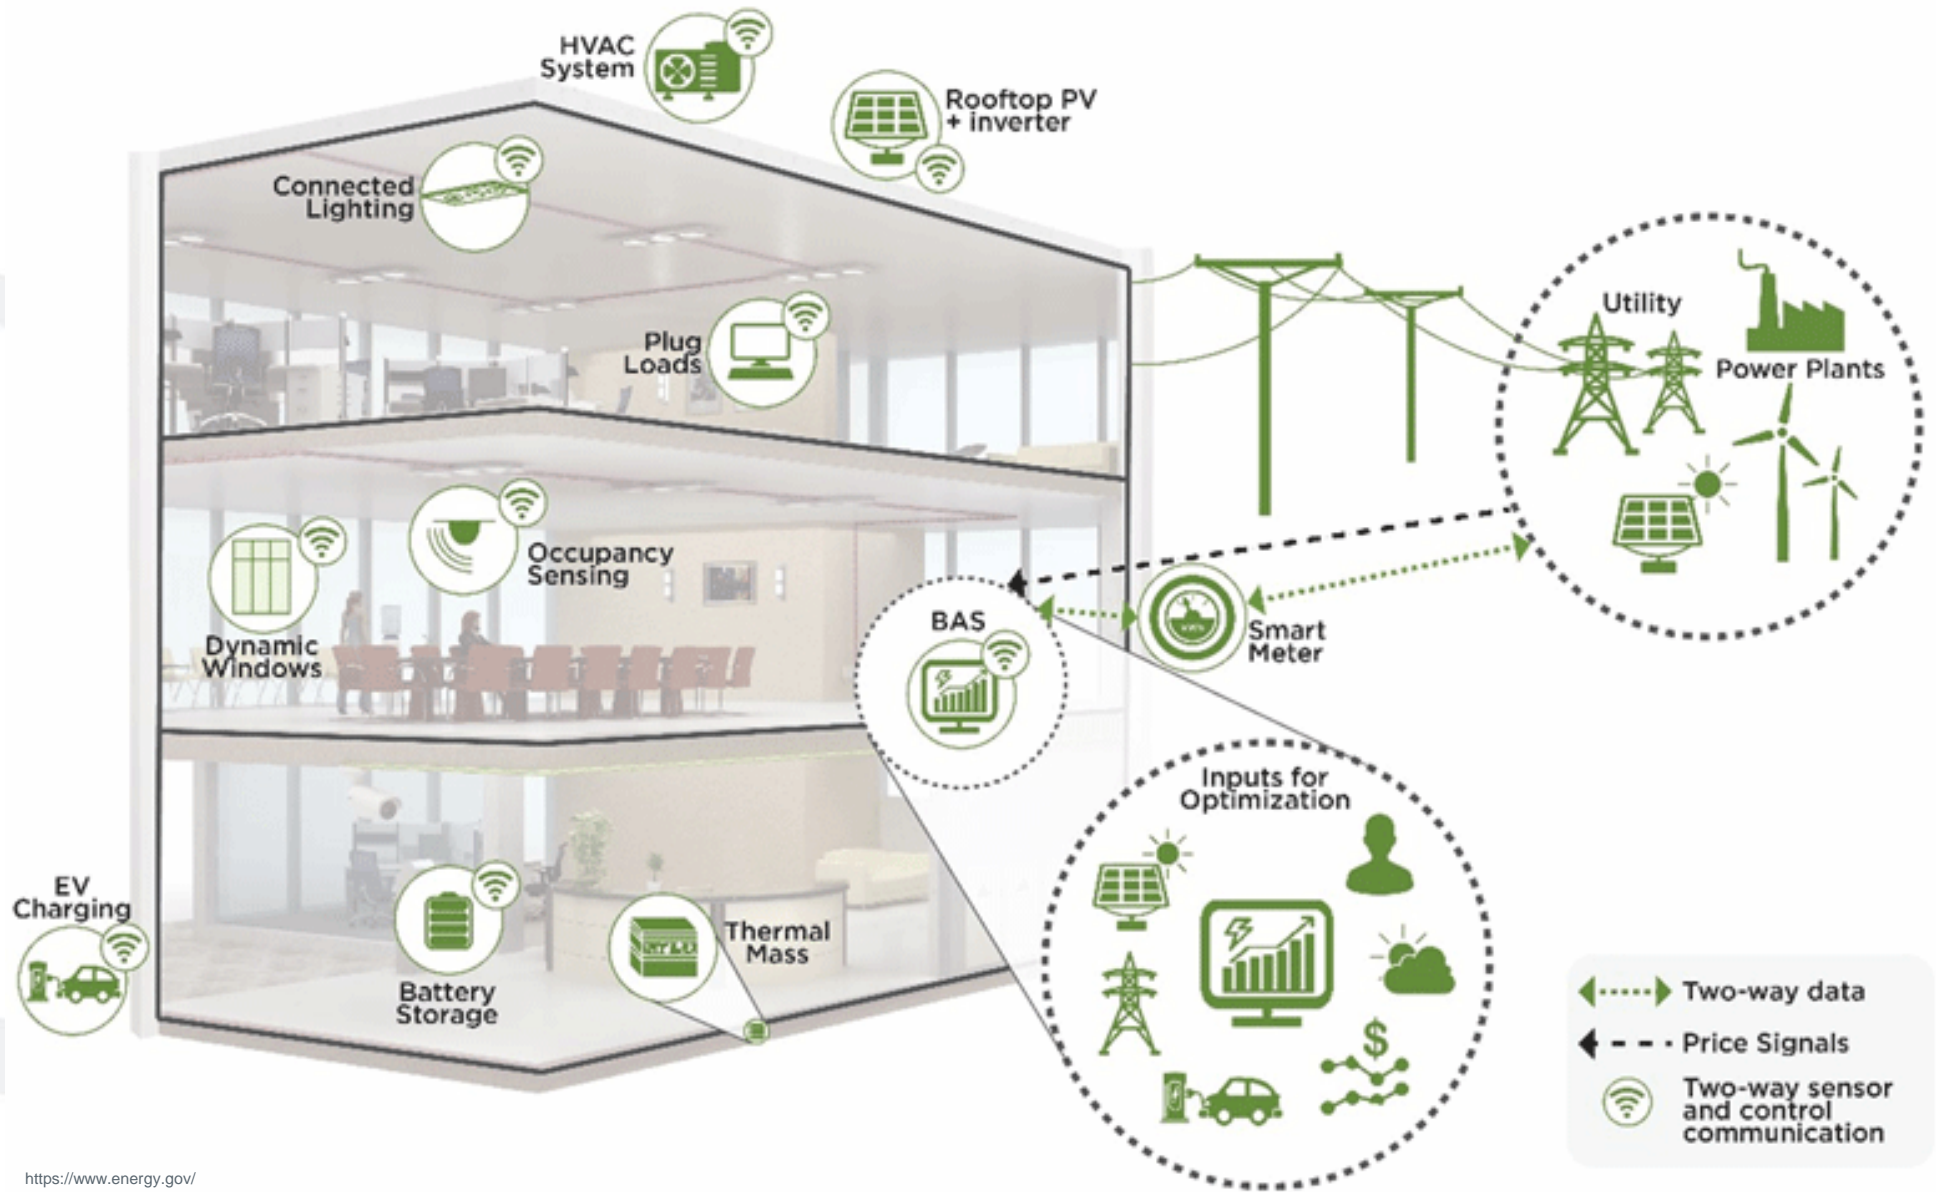 HVAC
System
Rooftop PV
+ inverter
Connected
Lighting
Plug
Loads
Utility
Power Plants
Occupancy
Sensing
Dynamic
Windows
BAS
Smart
Meter
Inputs for
Optimization
$
EV
Charging
Battery
Storage
Thermal
Mass
Two-way data
Price Signals
Two-way sensor
and control
communication
https://www.energy.gov/